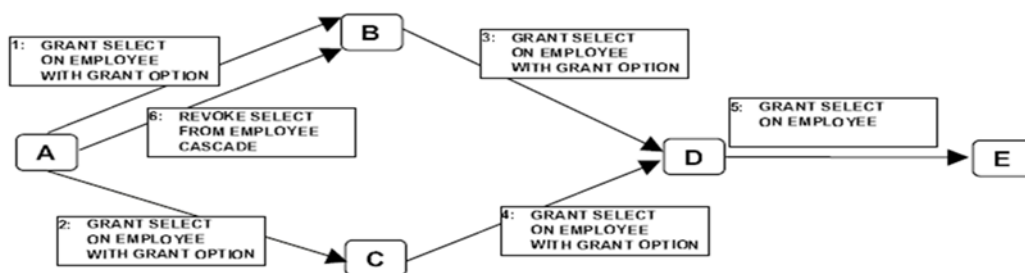 1: GRANT SELECT
ON EMPLOYEE
WITH GRANT OPTION
B
3: GRANT SELECT
ON EMPLOYEE
WITH GRANT OPTION
6: REVOKE SELECT
FROM EMPLOYEE
CASCADE
5: GRANT SELECT
ON EMPLOYEE
A
D
E
2: GRANT SELECT
ON EMPLOYEE
WITH GRANT OPTION
C
4: GRANT SELECT
ON EMPLOYEE
WITH GRANT OPTION